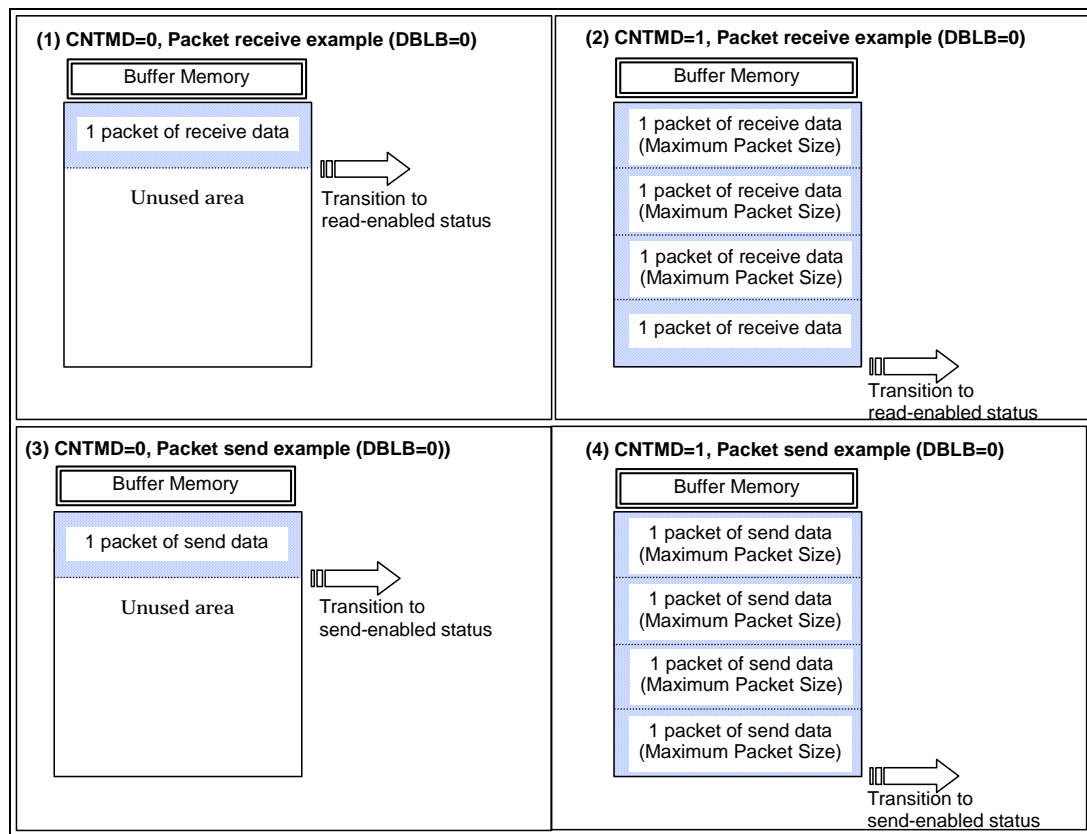 (1) CNTMD=0, Packet receive example (DBLB=0)
Buffer Memory
1 packet of receive data
Unused area
Transition to
read-enabled status
(2) CNTMD=1, Packet receive example (DBLB=0)
Buffer Memory
1 packet of receive data
(Maximum Packet Size)
1 packet of receive data
(Maximum Packet Size)
1 packet of receive data
(Maximum Packet Size)
1 packet of receive data
Transition to
read-enabled status
(3) CNTMD=0, Packet send example (DBLB=0))
Buffer Memory
1 packet of send data
Unused area
Transition to
send-enabled status
(4) CNTMD=1, Packet send example (DBLB=0)
Buffer Memory
1 packet of send data
(Maximum Packet Size)
1 packet of send data
(Maximum Packet Size)
1 packet of send data
(Maximum Packet Size)
1 packet of send data
(Maximum Packet Size)
Transition to
send-enabled status